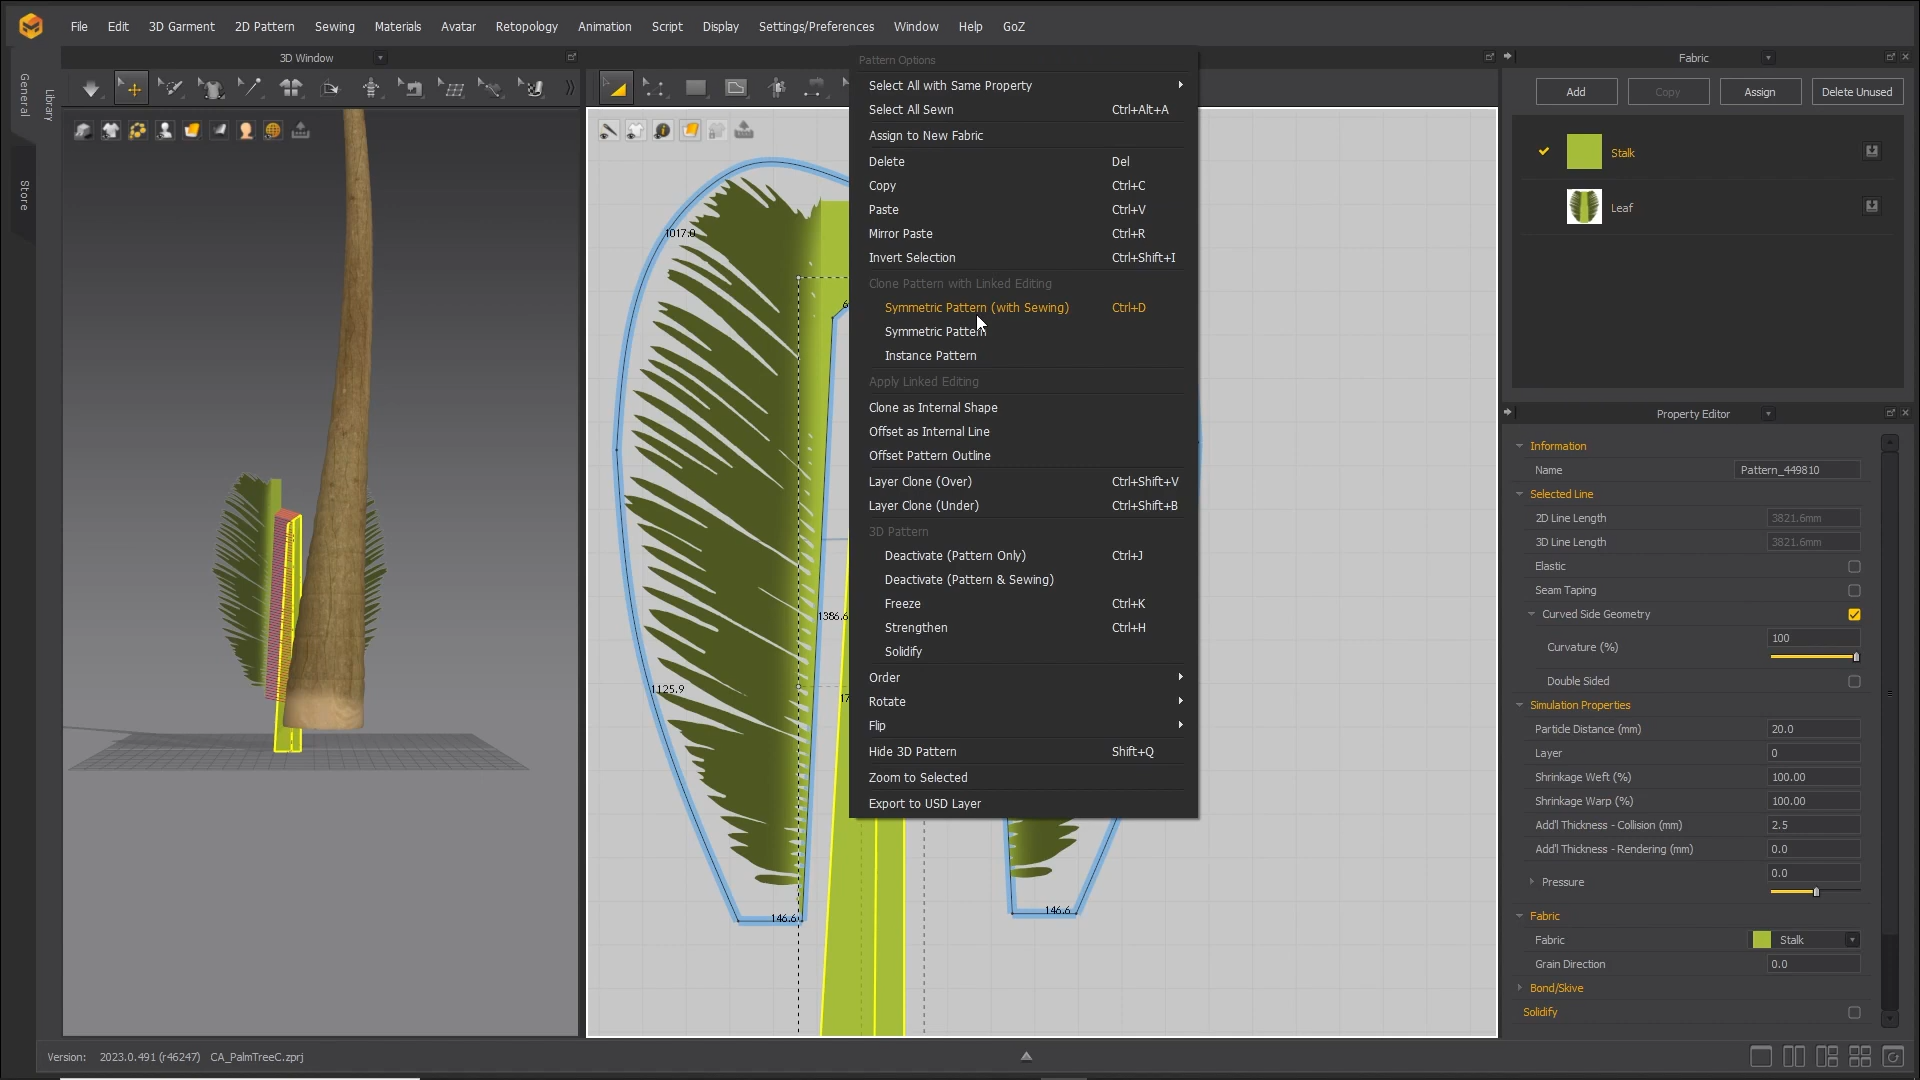 File Edit 3D Garment 2D Pattern Sewing Materials Avatar Retopology Animation Script Display Settings/Preferences Window Help GoZ
General
Library
Store
3D Window
Pattern Options
Select All with Same Property
Select All Sewn Ctrl+Alt+A
Assign to New Fabric
Delete Del
Copy Ctrl+C
Paste Ctrl+V
Mirror Paste Ctrl+R
Invert Selection Ctrl+Shift+I
Clone Pattern with Linked Editing
Symmetric Pattern (with Sewing) Ctrl+D
Symmetric Pattern
Instance Pattern
Apply Linked Editing
Clone as Internal Shape
Offset as Internal Line
Offset Pattern Outline
Layer Clone (Over) Ctrl+Shift+V
Layer Clone (Under) Ctrl+Shift+B
3D Pattern
Deactivate (Pattern Only) Ctrl+J
Deactivate (Pattern & Sewing)
Freeze Ctrl+K
Strengthen Ctrl+H
Solidify
Order
Rotate
Flip
Hide 3D Pattern Shift+Q
Zoom to Selected
Export to USD Layer
1017.0
1386.6
1125.9
146.6
146.6
Fabric
Add Copy Assign Delete Unused
Stalk
Leaf
Property Editor
Information
Name Pattern_449810
Selected Line
2D Line Length 3821.6mm
3D Line Length 3821.6mm
Elastic
Seam Taping
Curved Side Geometry
Curvature (%) 100
Double Sided
Simulation Properties
Particle Distance (mm) 20.0
Layer 0
Shrinkage Weft (%) 100.00
Shrinkage Warp (%) 100.00
Add'l Thickness - Collision (mm) 2.5
Add'l Thickness - Rendering (mm) 0.0
Pressure 0.0
Fabric
Fabric Stalk
Grain Direction 0.0
Bond/Skive
Solidify
Version: 2023.0.491 (r46247) CA_PalmTreeC.zprj